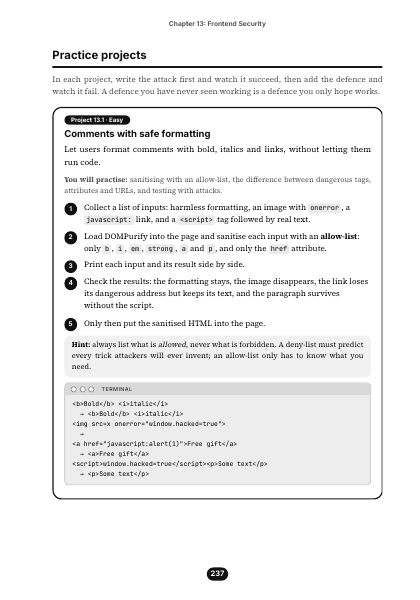 Chapter 13: Frontend Security
Practice projects
In each project, write the attack first and watch it succeed, then add the defence and
watch it fail. A defence you have never seen working is a defence you only hope works.
Project 13.1 · Easy
Comments with safe formatting
Let users format comments with bold, italics and links, without letting them
run code.
You will practise: sanitising with an allow-list, the difference between dangerous tags,
attributes and URLs, and testing with attacks.
1 Collect a list of inputs: harmless formatting, an image with onerror, a
javascript: link, and a <script> tag followed by real text.
2 Load DOMPurify into the page and sanitise each input with an allow-list:
only b, i, em, strong, a and p, and only the href attribute.
3 Print each input and its result side by side.
4 Check the results: the formatting stays, the image disappears, the link loses
its dangerous address but keeps its text, and the paragraph survives
without the script.
5 Only then put the sanitised HTML into the page.
Hint: always list what is allowed, never what is forbidden. A deny-list must predict
every trick attackers will ever invent; an allow-list only has to know what you
need.
TERMINAL
<b>Bold</b> <i>italic</i>
→ <b>Bold</b> <i>italic</i>
<img src=x onerror="window.hacked=true">
→
<a href="javascript:alert(1)">Free gift</a>
→ <a>Free gift</a>
<script>window.hacked=true</script><p>Some text</p>
→ <p>Some text</p>
237